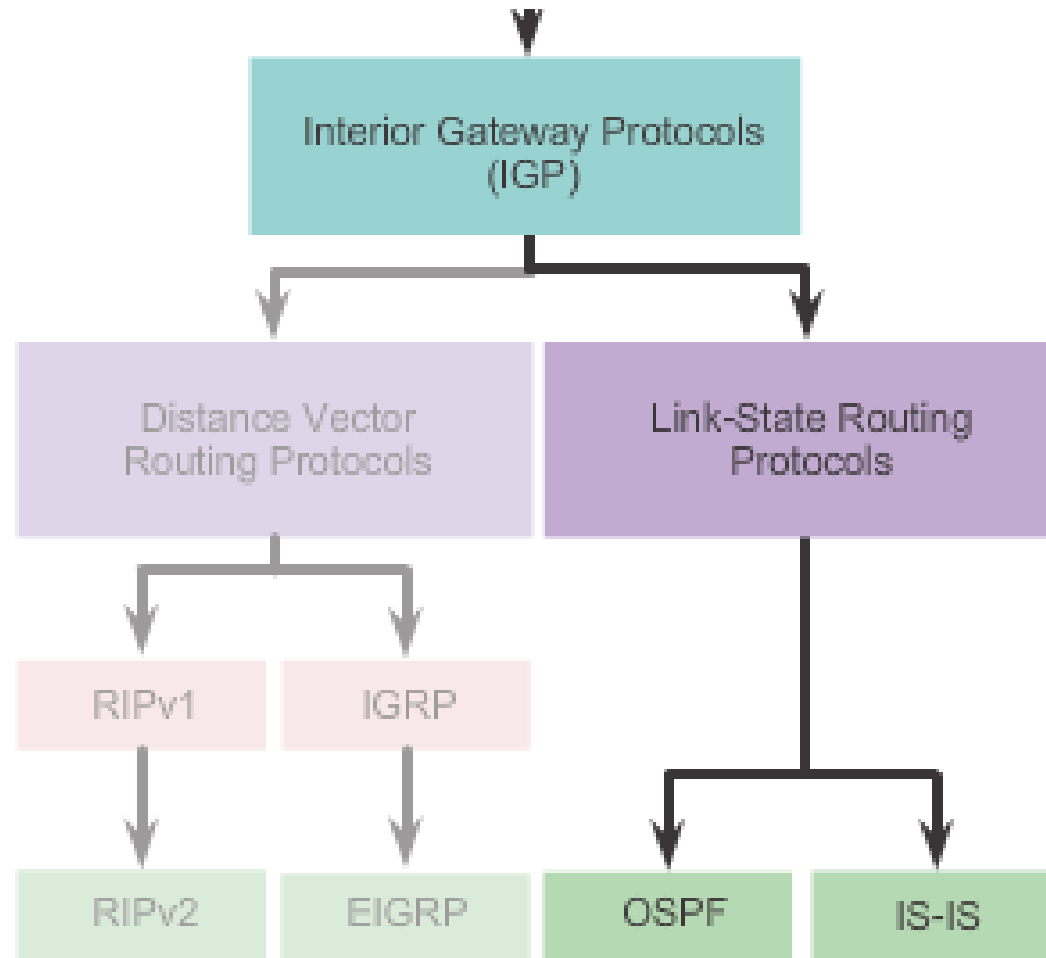 Interior Gateway Protocols
(IGP)
Distance Vector
Routing Protocols
Link-State Routing
Protocols
RIPv1
IGRP
RIPv2
EIGRP
OSPF
IS-IS